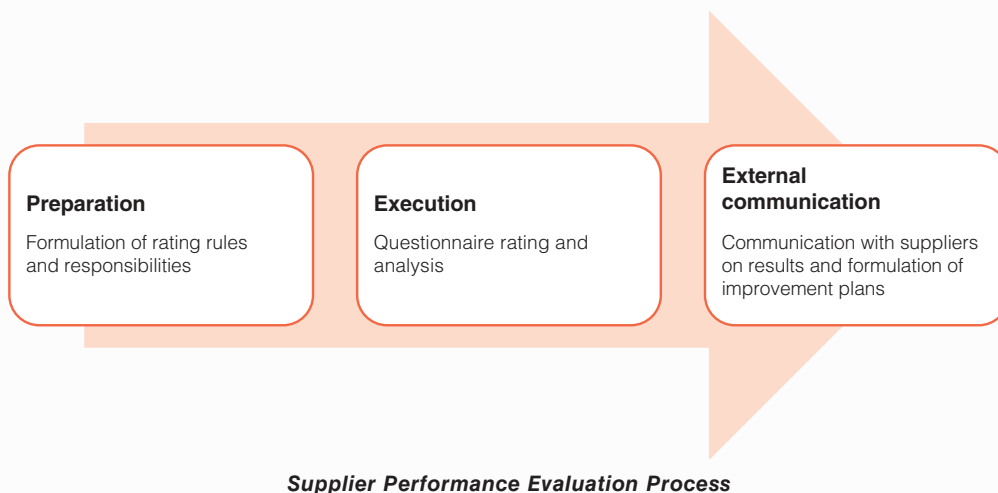 Preparation
Formulation of rating rules
and responsibilities
Execution
Questionnaire rating and
analysis
External
communication
Communication with suppliers
on results and formulation of
improvement plans
Supplier Performance Evaluation Process